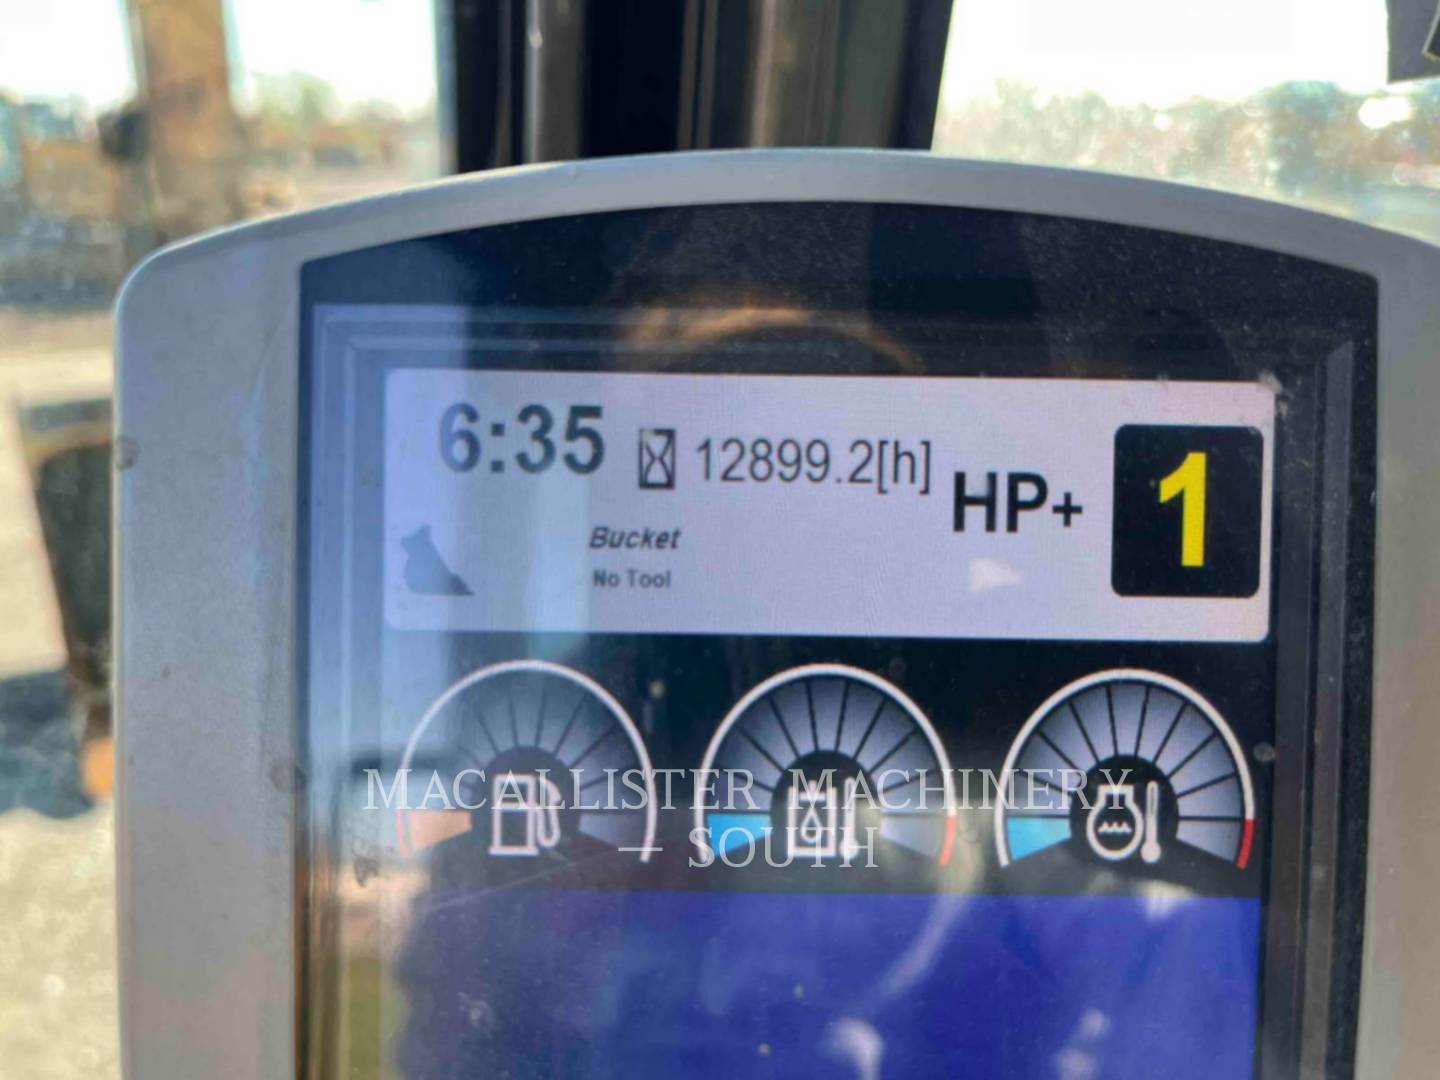 6:35 12899.2[h]
HP+ 1
Bucket
No Tool
MACALLISTER MACHINERY
— SOUTH